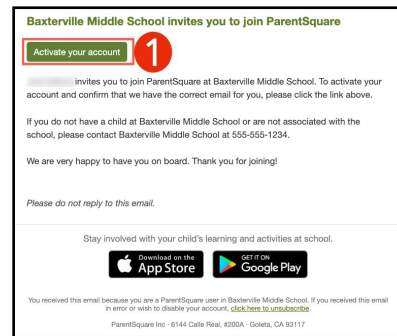 Baxterville Middle School invites you to join ParentSquare
Activate your account
1
invites you to join ParentSquare at Baxterville Middle School. To activate your
account and confirm that we have the correct email for you, please click the link above.
If you do not have a child at Baxterville Middle School or are not associated with the
school, please contact Baxterville Middle School at 555-555-1234.
We are very happy to have you on board. Thank you for joining!
Please do not reply to this email.
Stay involved with your child's learning and activities at school.
Download on the
App Store
GET IT ON
Google Play
You received this email because you are a ParentSquare user in Baxterville Middle School. If you received this email
in error or wish to disable your account, click here to unsubscribe.
ParentSquare Inc · 6144 Calle Real, #200A · Goleta, CA 93117